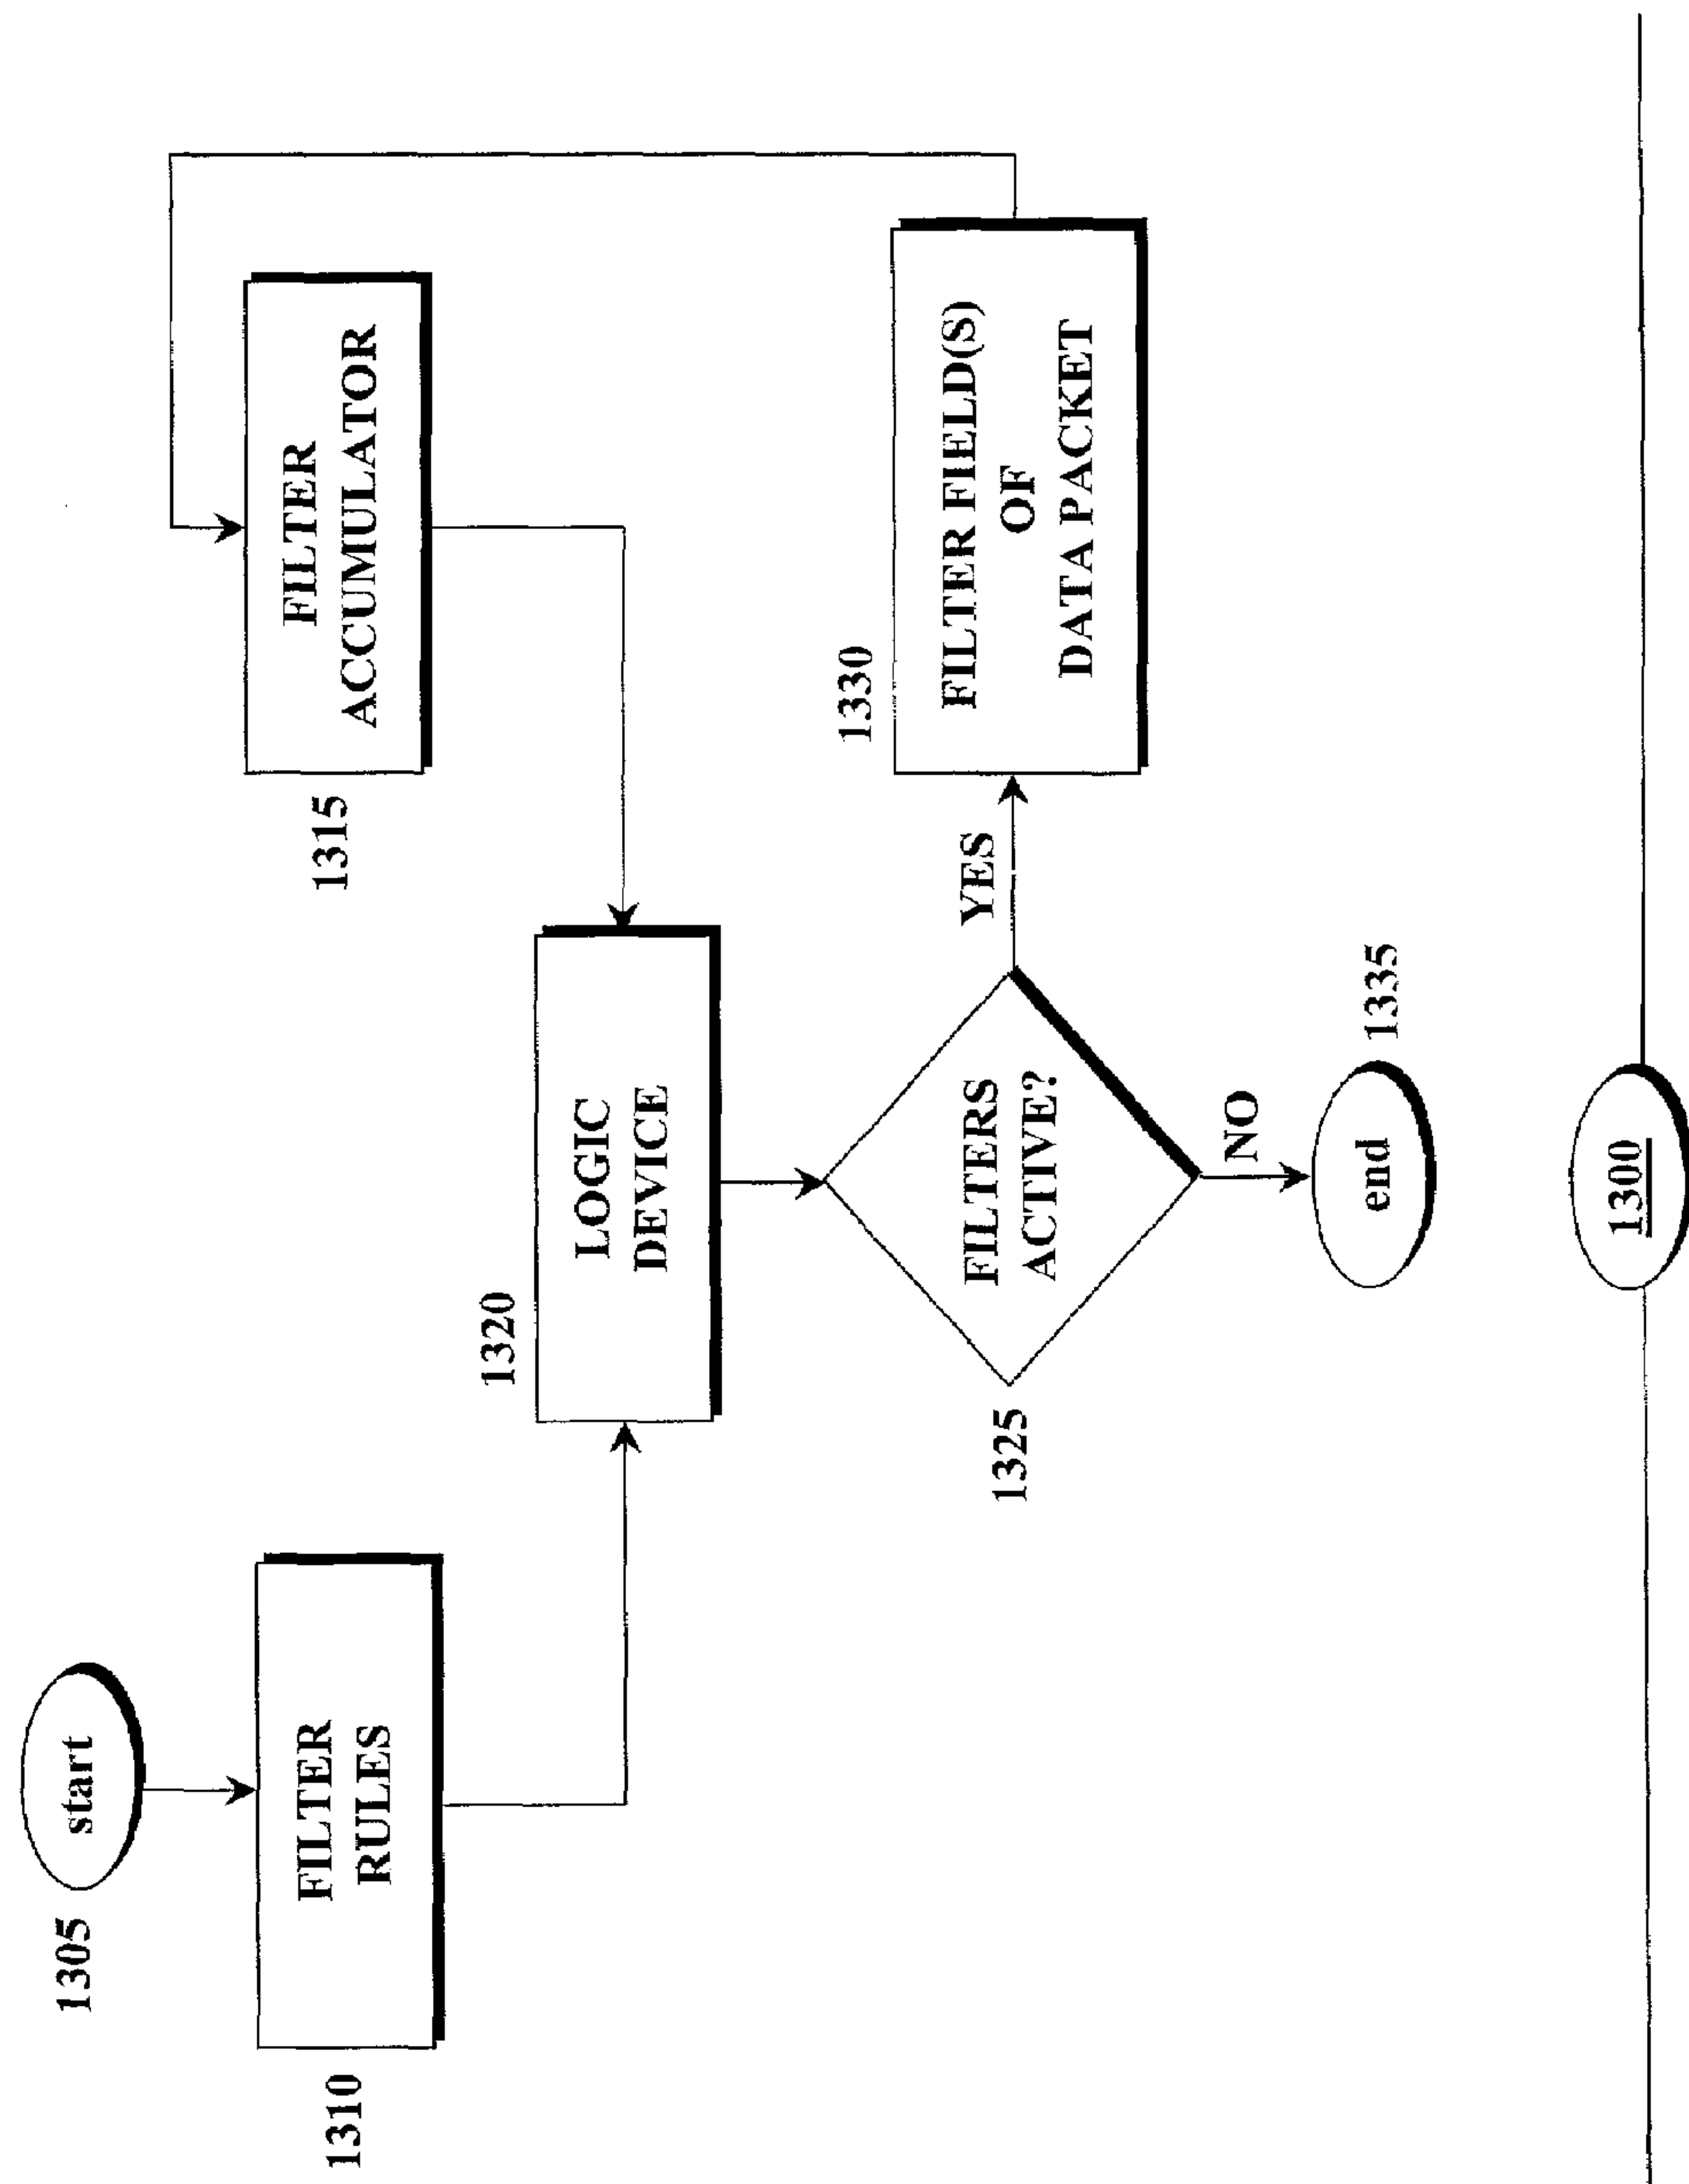 1305
start
1310
FILTER
RULES
1315
FILTER
ACCUMULATOR
1320
LOGIC
DEVICE
1325
FILTERS
ACTIVE?
YES
1330
FILTER FIELD(S)
OF
DATA PACKET
NO
end
1335
1300